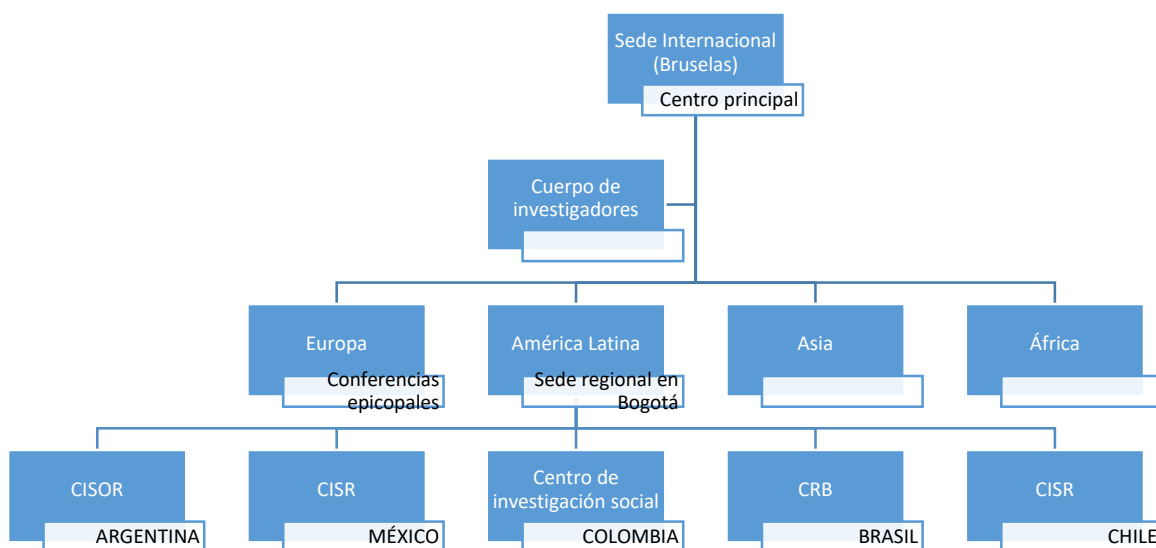 Sede Internacional
(Bruselas)
Centro principal
Cuerpo de
investigadores
Europa
Conferencias
epicopales
América Latina
Sede regional en
Bogotá
Asia
África
CISOR
ARGENTINA
CISR
MÉXICO
Centro de
investigación social
COLOMBIA
CRB
BRASIL
CISR
CHILE